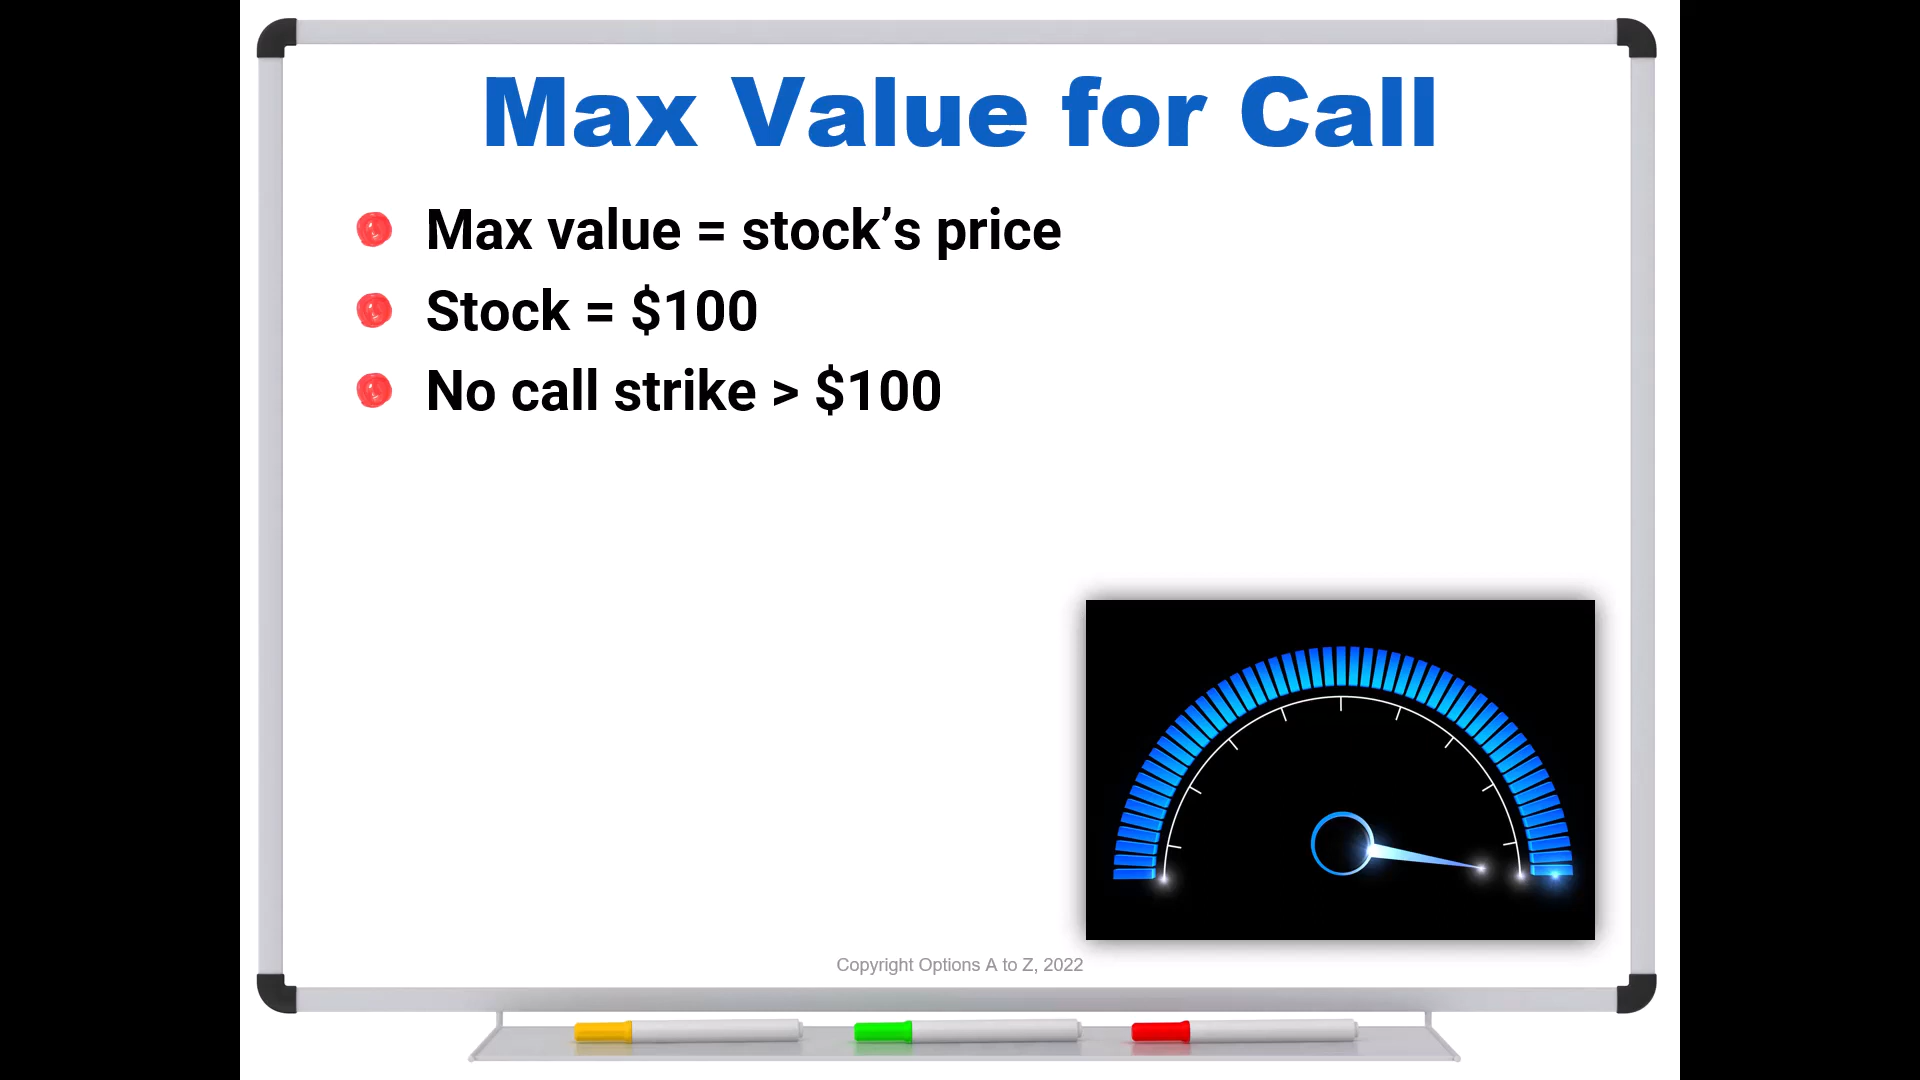 Max Value for Call
Max value = stock’s price
Stock = $100
No call strike > $100
Copyright Options A to Z, 2022